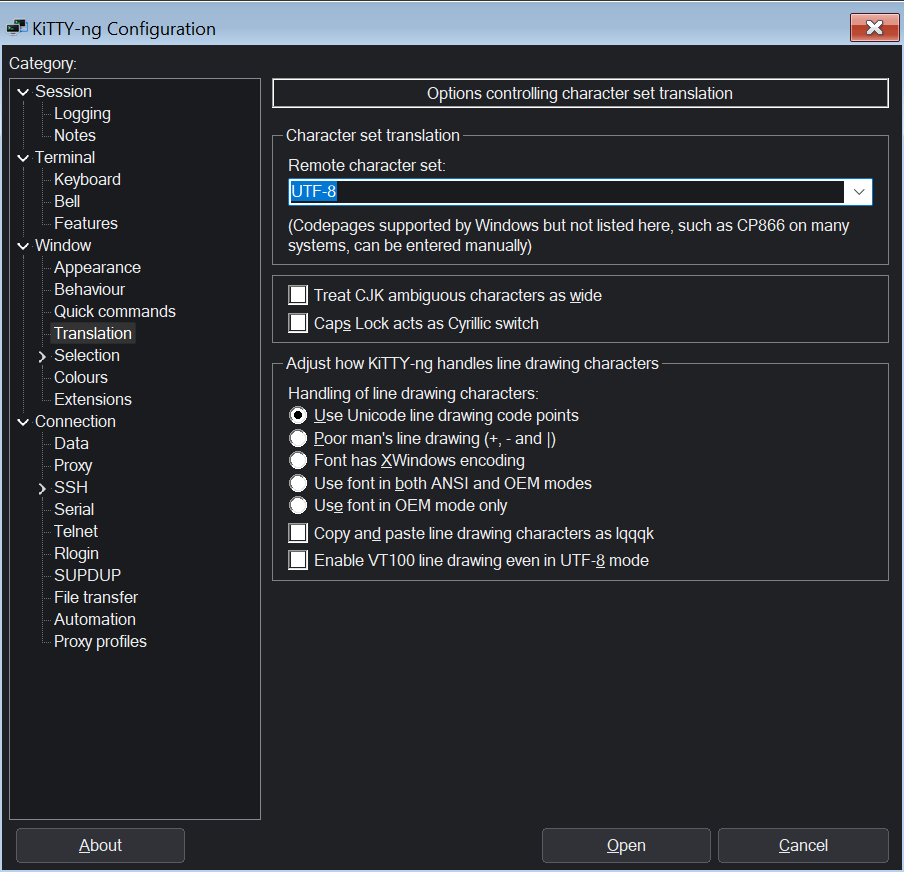 KiTTY-ng Configuration
Category:
Session
Logging
Notes
Terminal
Keyboard
Bell
Features
Window
Appearance
Behaviour
Quick commands
Translation
Selection
Colours
Extensions
Connection
Data
Proxy
SSH
Serial
Telnet
Rlogin
SUPDUP
File transfer
Automation
Proxy profiles
Options controlling character set translation
Character set translation
Remote character set:
UTF-8
(Codepages supported by Windows but not listed here, such as CP866 on many
systems, can be entered manually)
Treat CJK ambiguous characters as wide
Caps Lock acts as Cyrillic switch
Adjust how KiTTY-ng handles line drawing characters
Handling of line drawing characters:
Use Unicode line drawing code points
Poor man's line drawing (+, - and |)
Font has XWindows encoding
Use font in both ANSI and OEM modes
Use font in OEM mode only
Copy and paste line drawing characters as lqqqk
Enable VT100 line drawing even in UTF-8 mode
About
Open
Cancel